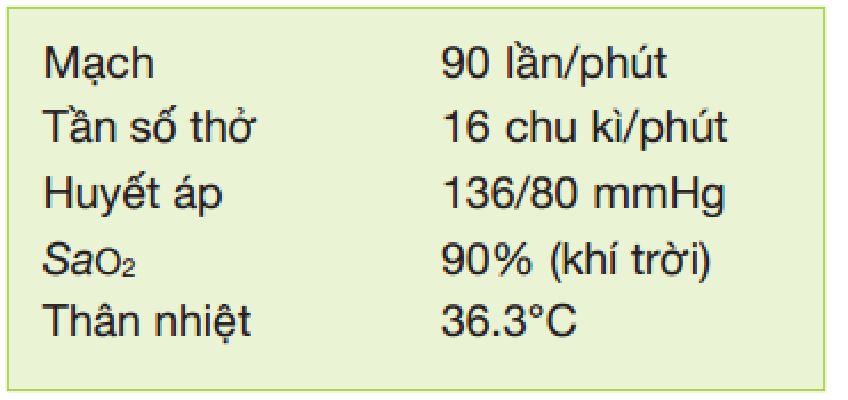 Mạch 90 lần/phút
Tần số thở 16 chu kì/phút
Huyết áp 136/80 mmHg
SaO₂ 90% (khí trời)
Thân nhiệt 36.3°C